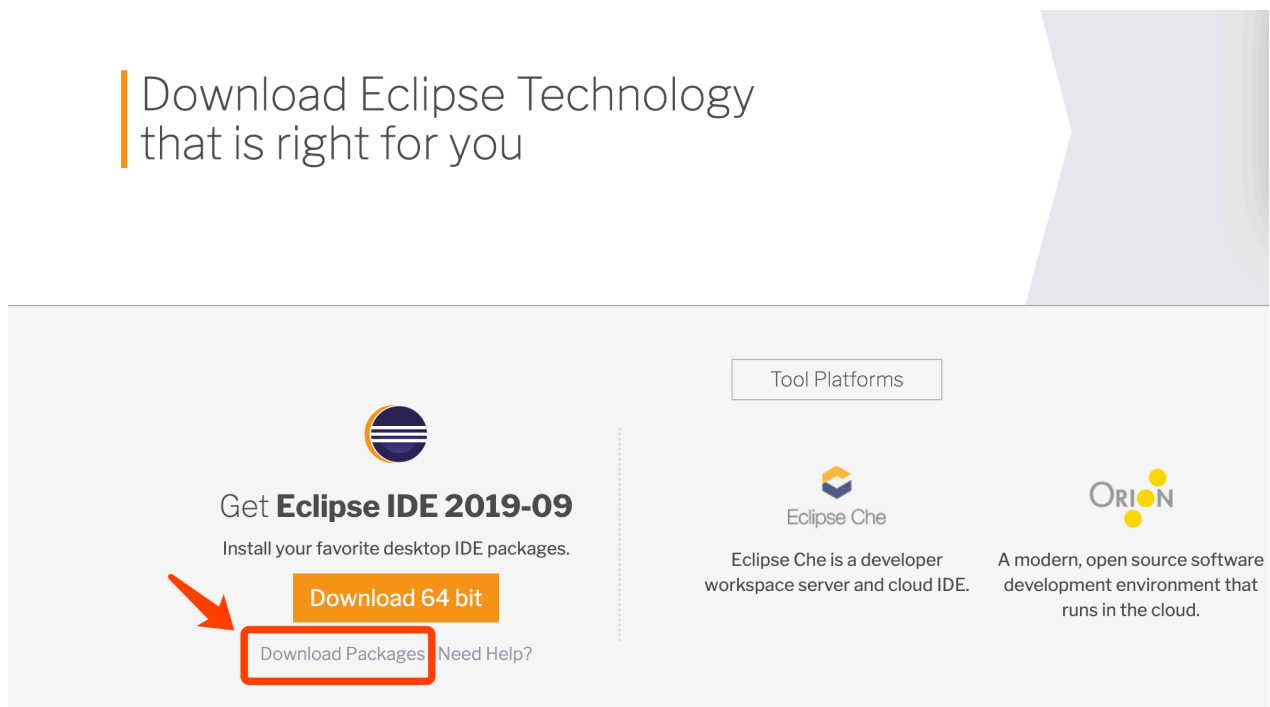 Download Eclipse Technology
that is right for you
Tool Platforms
Get Eclipse IDE 2019-09
Install your favorite desktop IDE packages.
Download 64 bit
Download Packages Need Help?
Eclipse Che
Eclipse Che is a developer
workspace server and cloud IDE.
ORION
A modern, open source software
development environment that
runs in the cloud.